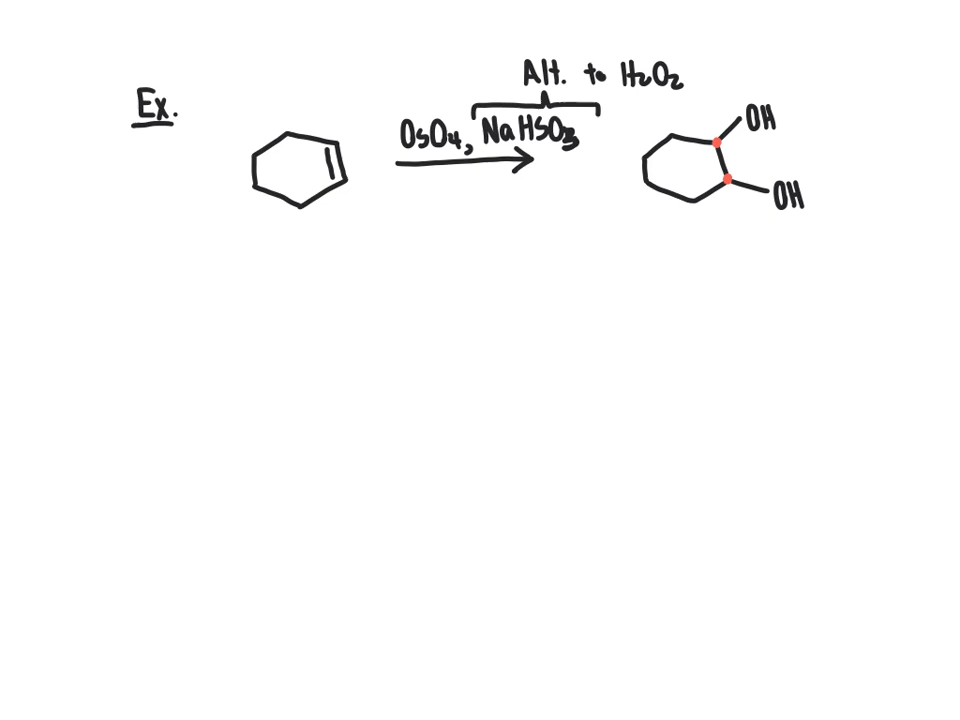 Alt. to H₂O₂
Ex.
OsO₄, NaHSO₃
OH
OH